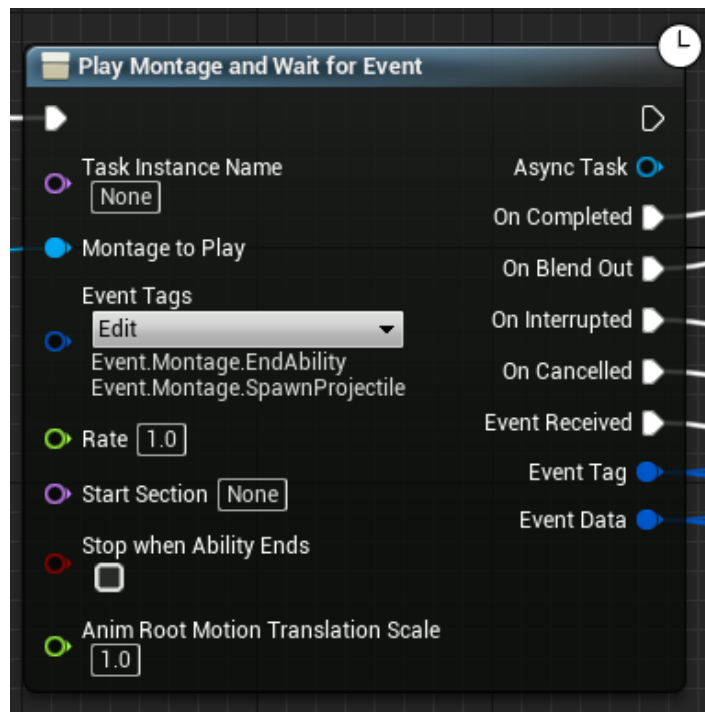 Play Montage and Wait for Event
Task Instance Name
None
Async Task
On Completed
Montage to Play
On Blend Out
Event Tags
Edit
On Interrupted
Event.Montage.EndAbility
Event.Montage.SpawnProjectile
On Cancelled
Event Received
Rate 1.0
Event Tag
Start Section None
Event Data
Stop when Ability Ends
Anim Root Motion Translation Scale
1.0